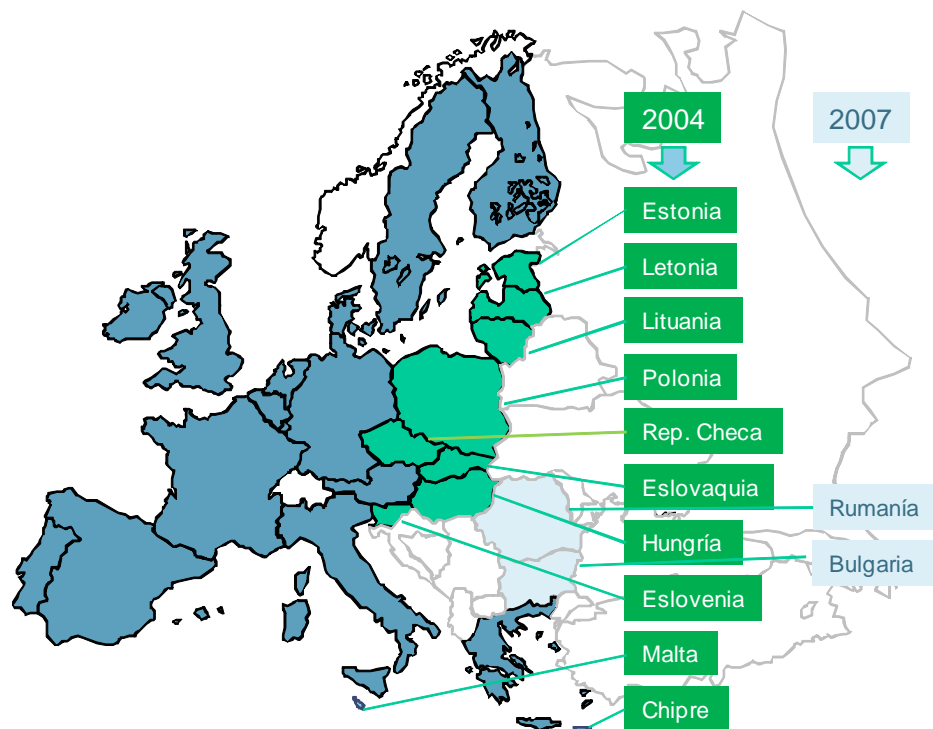 2004
2007
Estonia
Letonia
Lituania
Polonia
Rep. Checa
Eslovaquia
Rumanía
Hungría
Bulgaria
Eslovenia
Malta
Chipre